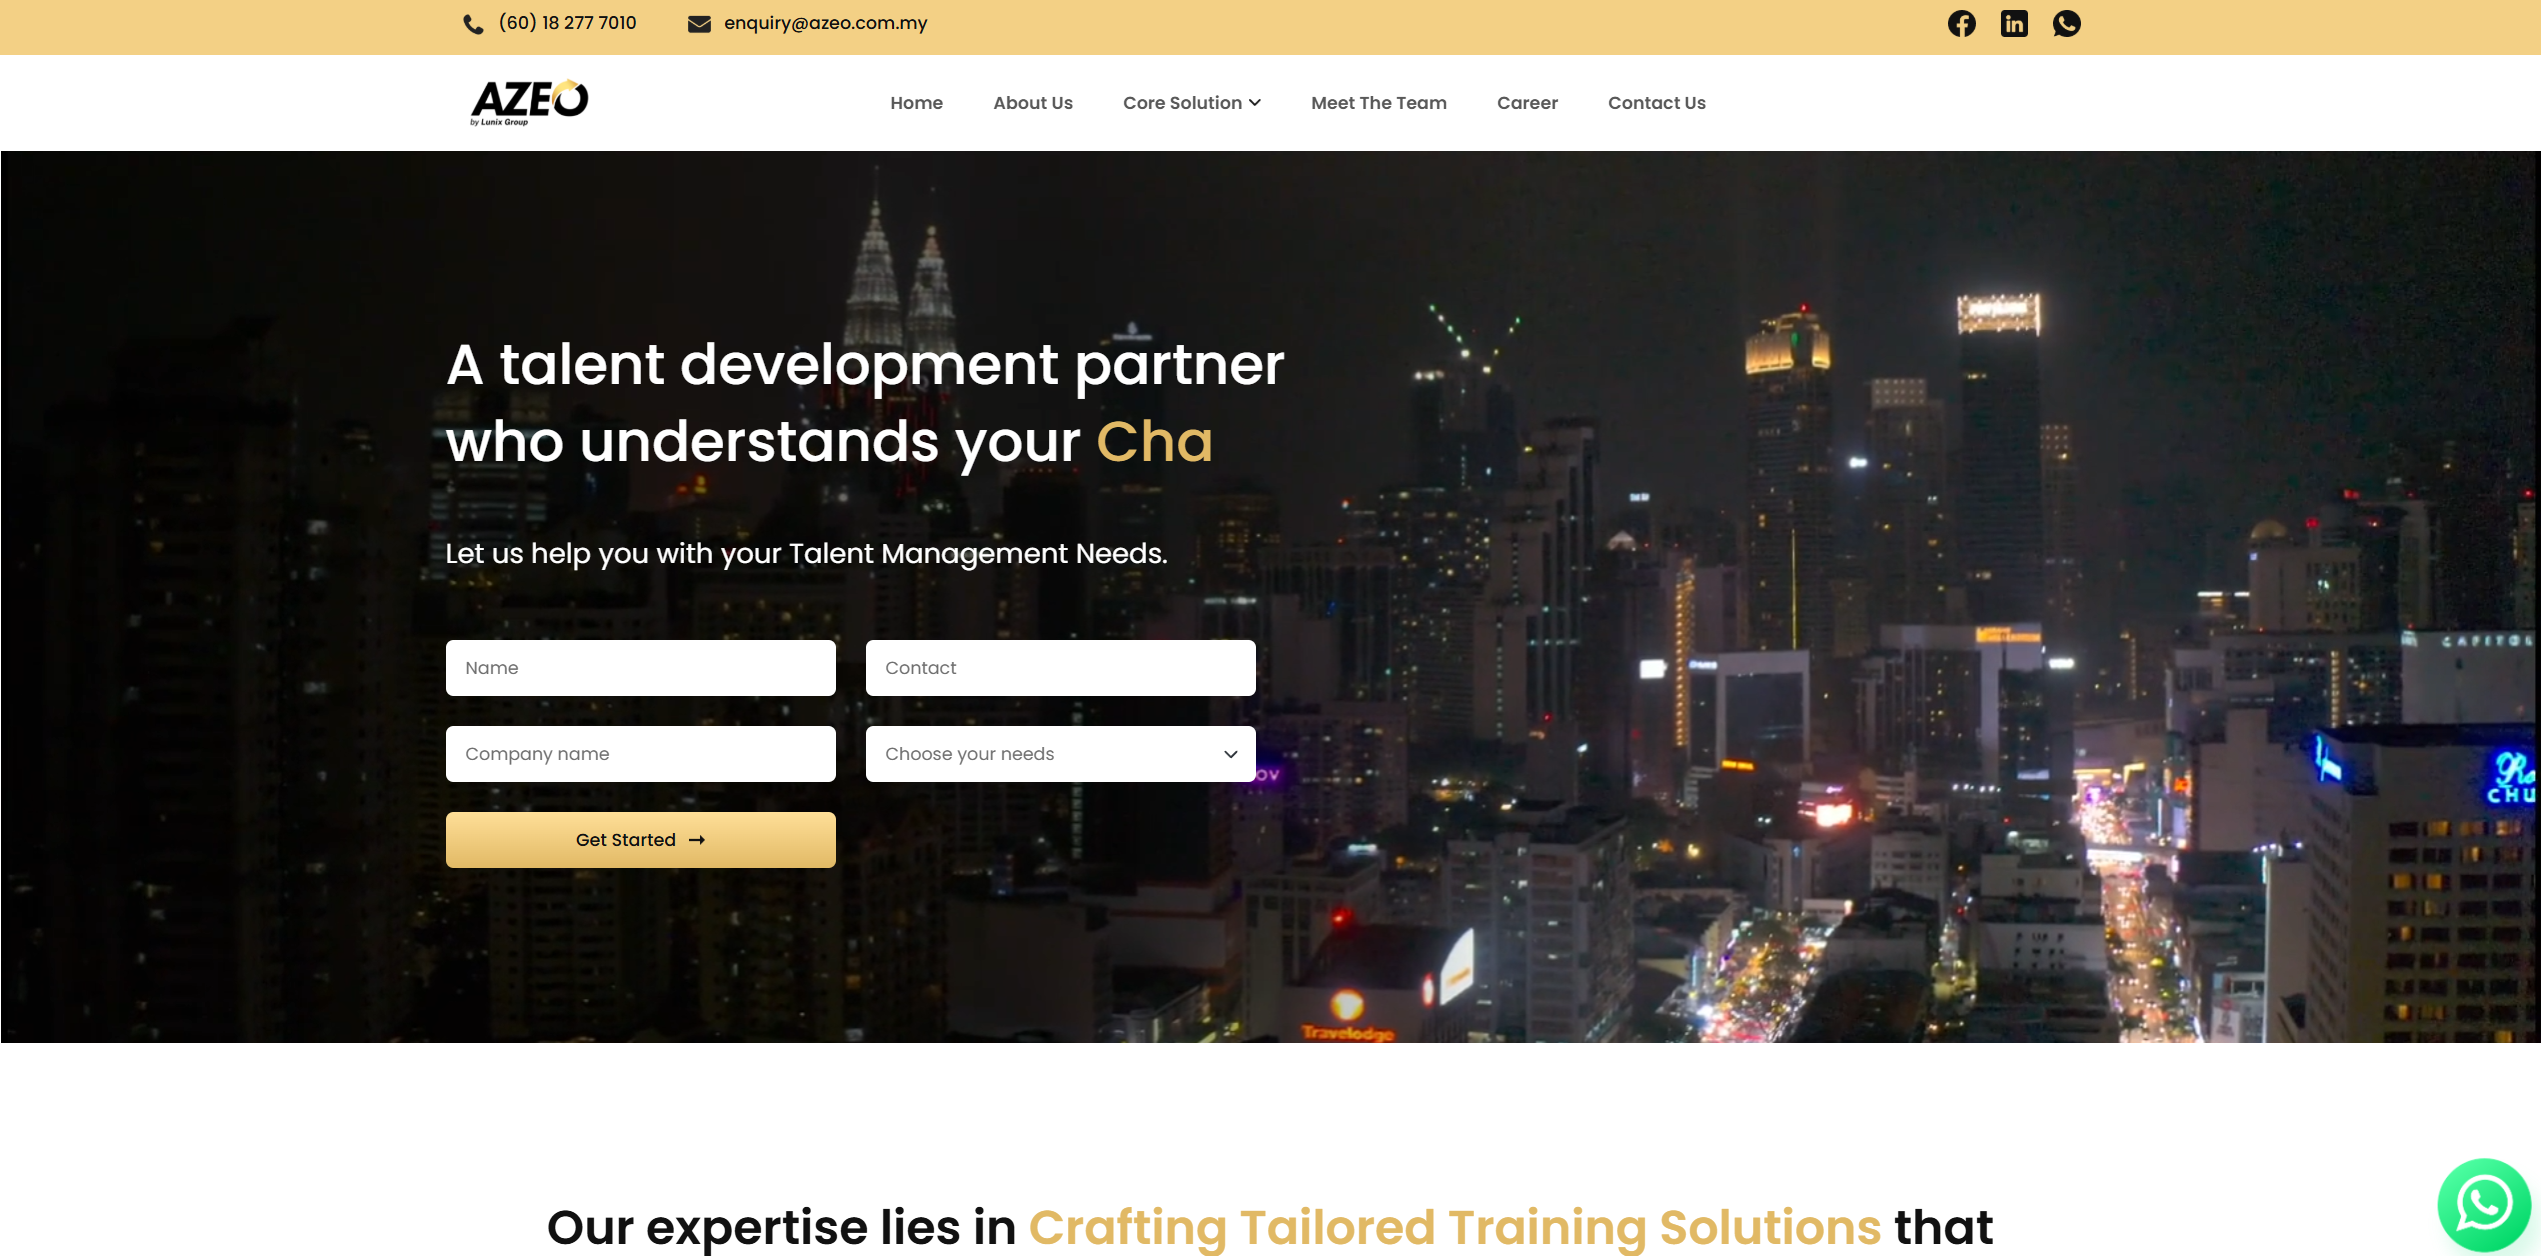 (60) 18 277 7010
enquiry@azeo.com.my
AZEO
by Lunix Group
Home
About Us
Core Solution
Meet The Team
Career
Contact Us
A talent development partner
who understands your Cha
Let us help you with your Talent Management Needs.
Name
Contact
Company name
Choose your needs
Get Started
Travelodge
Our expertise lies in Crafting Tailored Training Solutions that